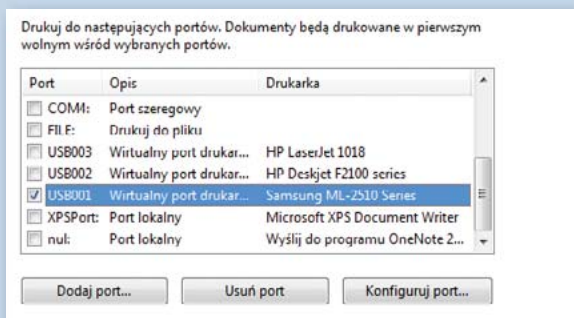 Drukuj do następujących portów. Dokumenty będą drukowane w pierwszym
wolnym wśród wybranych portów.
Port Opis Drukarka
COM4: Port szeregowy
FILE: Drukuj do pliku
USB003 Wirtualny port drukar... HP LaserJet 1018
USB002 Wirtualny port drukar... HP Deskjet F2100 series
USB001 Wirtualny port drukar... Samsung ML-2510 Series
XPSPort: Port lokalny Microsoft XPS Document Writer
nul: Port lokalny Wyślij do programu OneNote 2...
Dodaj port... Usuń port Konfiguruj port...